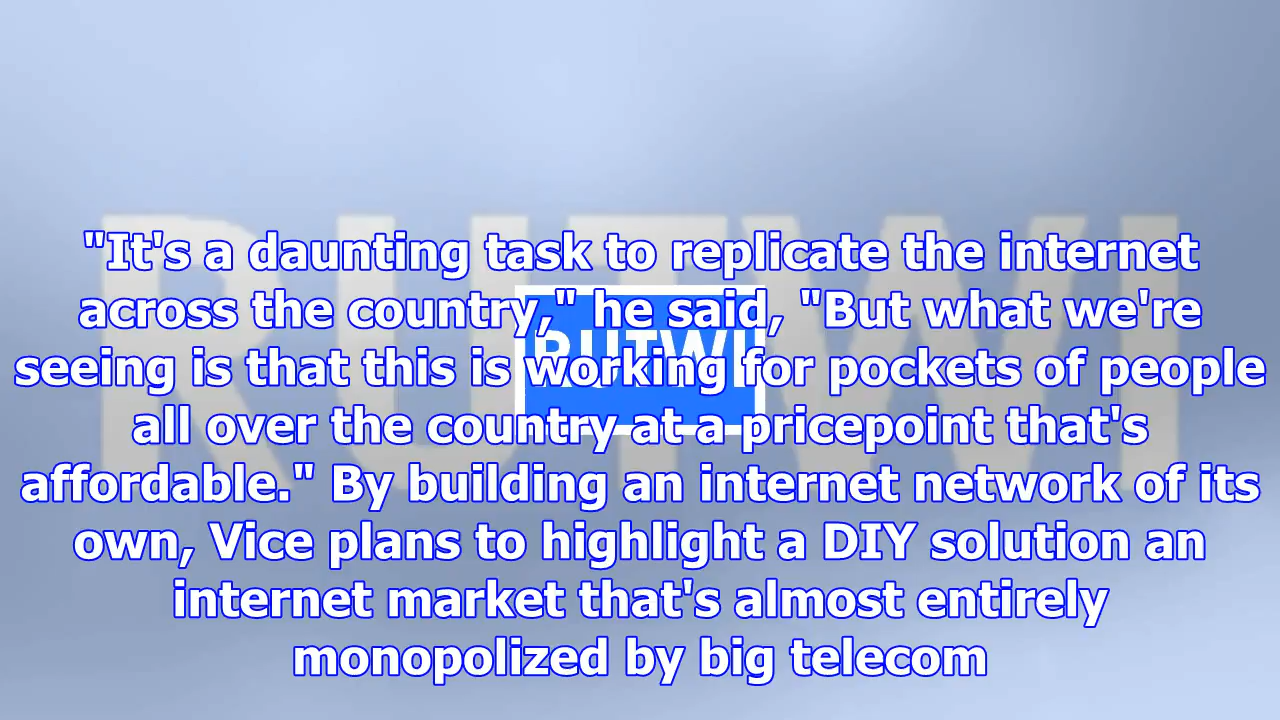 RUTWI
RUTWI
"It's a daunting task to replicate the internet
across the country," he said, "But what we're
seeing is that this is working for pockets of people
all over the country at a pricepoint that's
affordable." By building an internet network of its
own, Vice plans to highlight a DIY solution an
internet market that's almost entirely
monopolized by big telecom